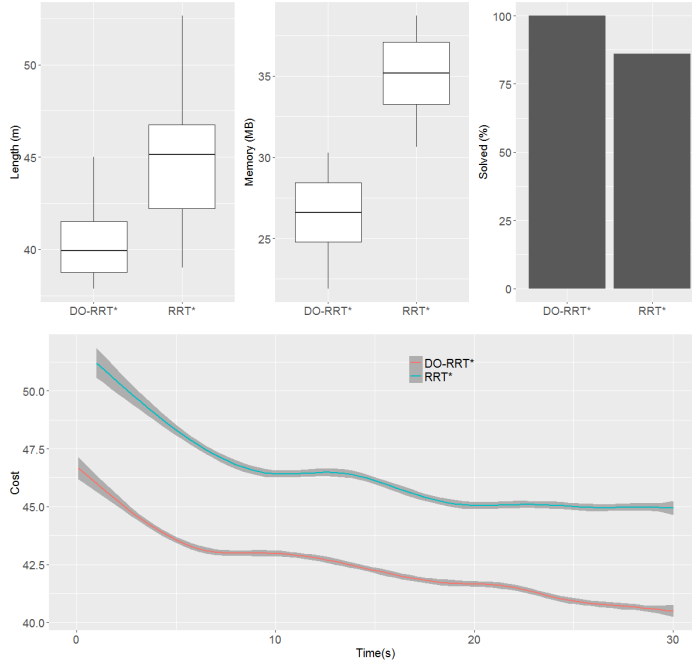 Length (m)
50
45
40
DO-RRT*
RRT*
Memory (MB)
35
30
25
DO-RRT*
RRT*
Solved (%)
100
75
50
25
0
DO-RRT*
RRT*
Cost
50.0
47.5
45.0
42.5
40.0
DO-RRT*
RRT*
0
10
20
30
Time(s)